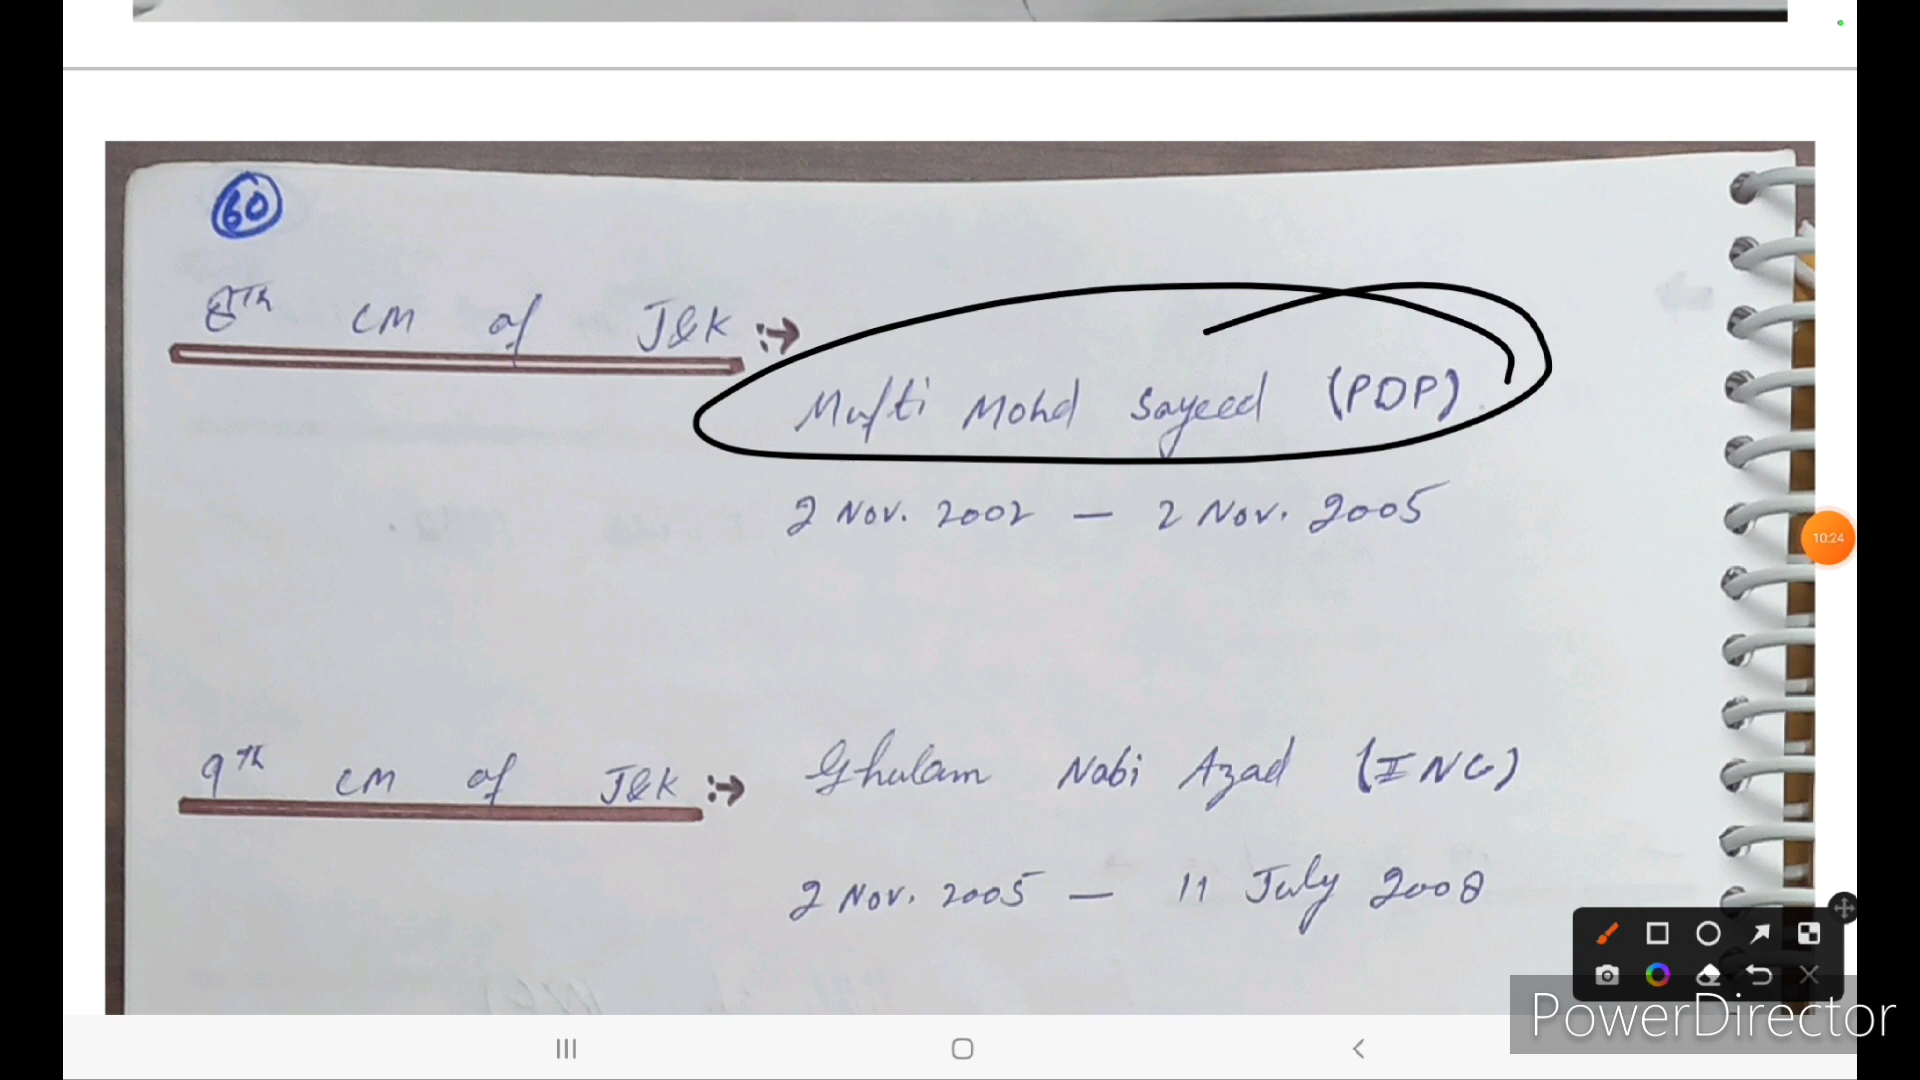 60
8Th CM of J&K :→
Mufti Mohd Sayeed (PDP)
2 Nov. 2002 — 2 Nov. 2005
10:24
9Th CM of J&K :→ Ghulam Nabi Azad (INC)
2 Nov. 2005 — 11 July 2008
PowerDirector